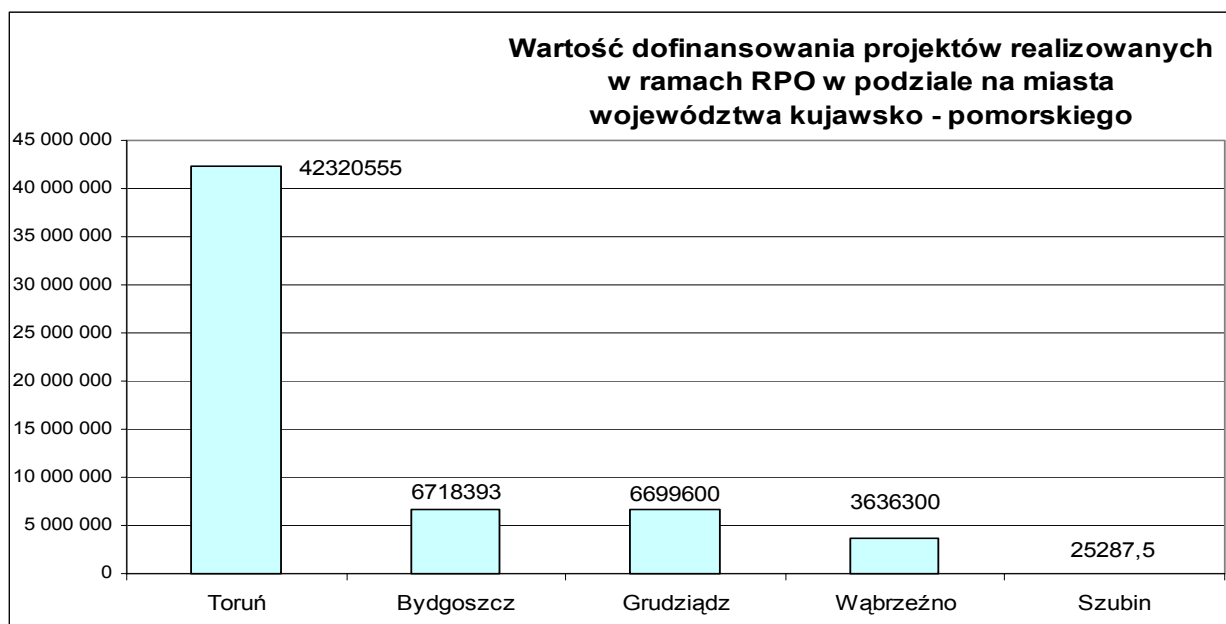 Wartość dofinansowania projektów realizowanych
w ramach RPO w podziale na miasta
województwa kujawsko - pomorskiego
45 000 000
40 000 000
35 000 000
30 000 000
25 000 000
20 000 000
15 000 000
10 000 000
5 000 000
0
42320555
6718393
6699600
3636300
25287,5
Toruń
Bydgoszcz
Grudziądz
Wąbrzeźno
Szubin